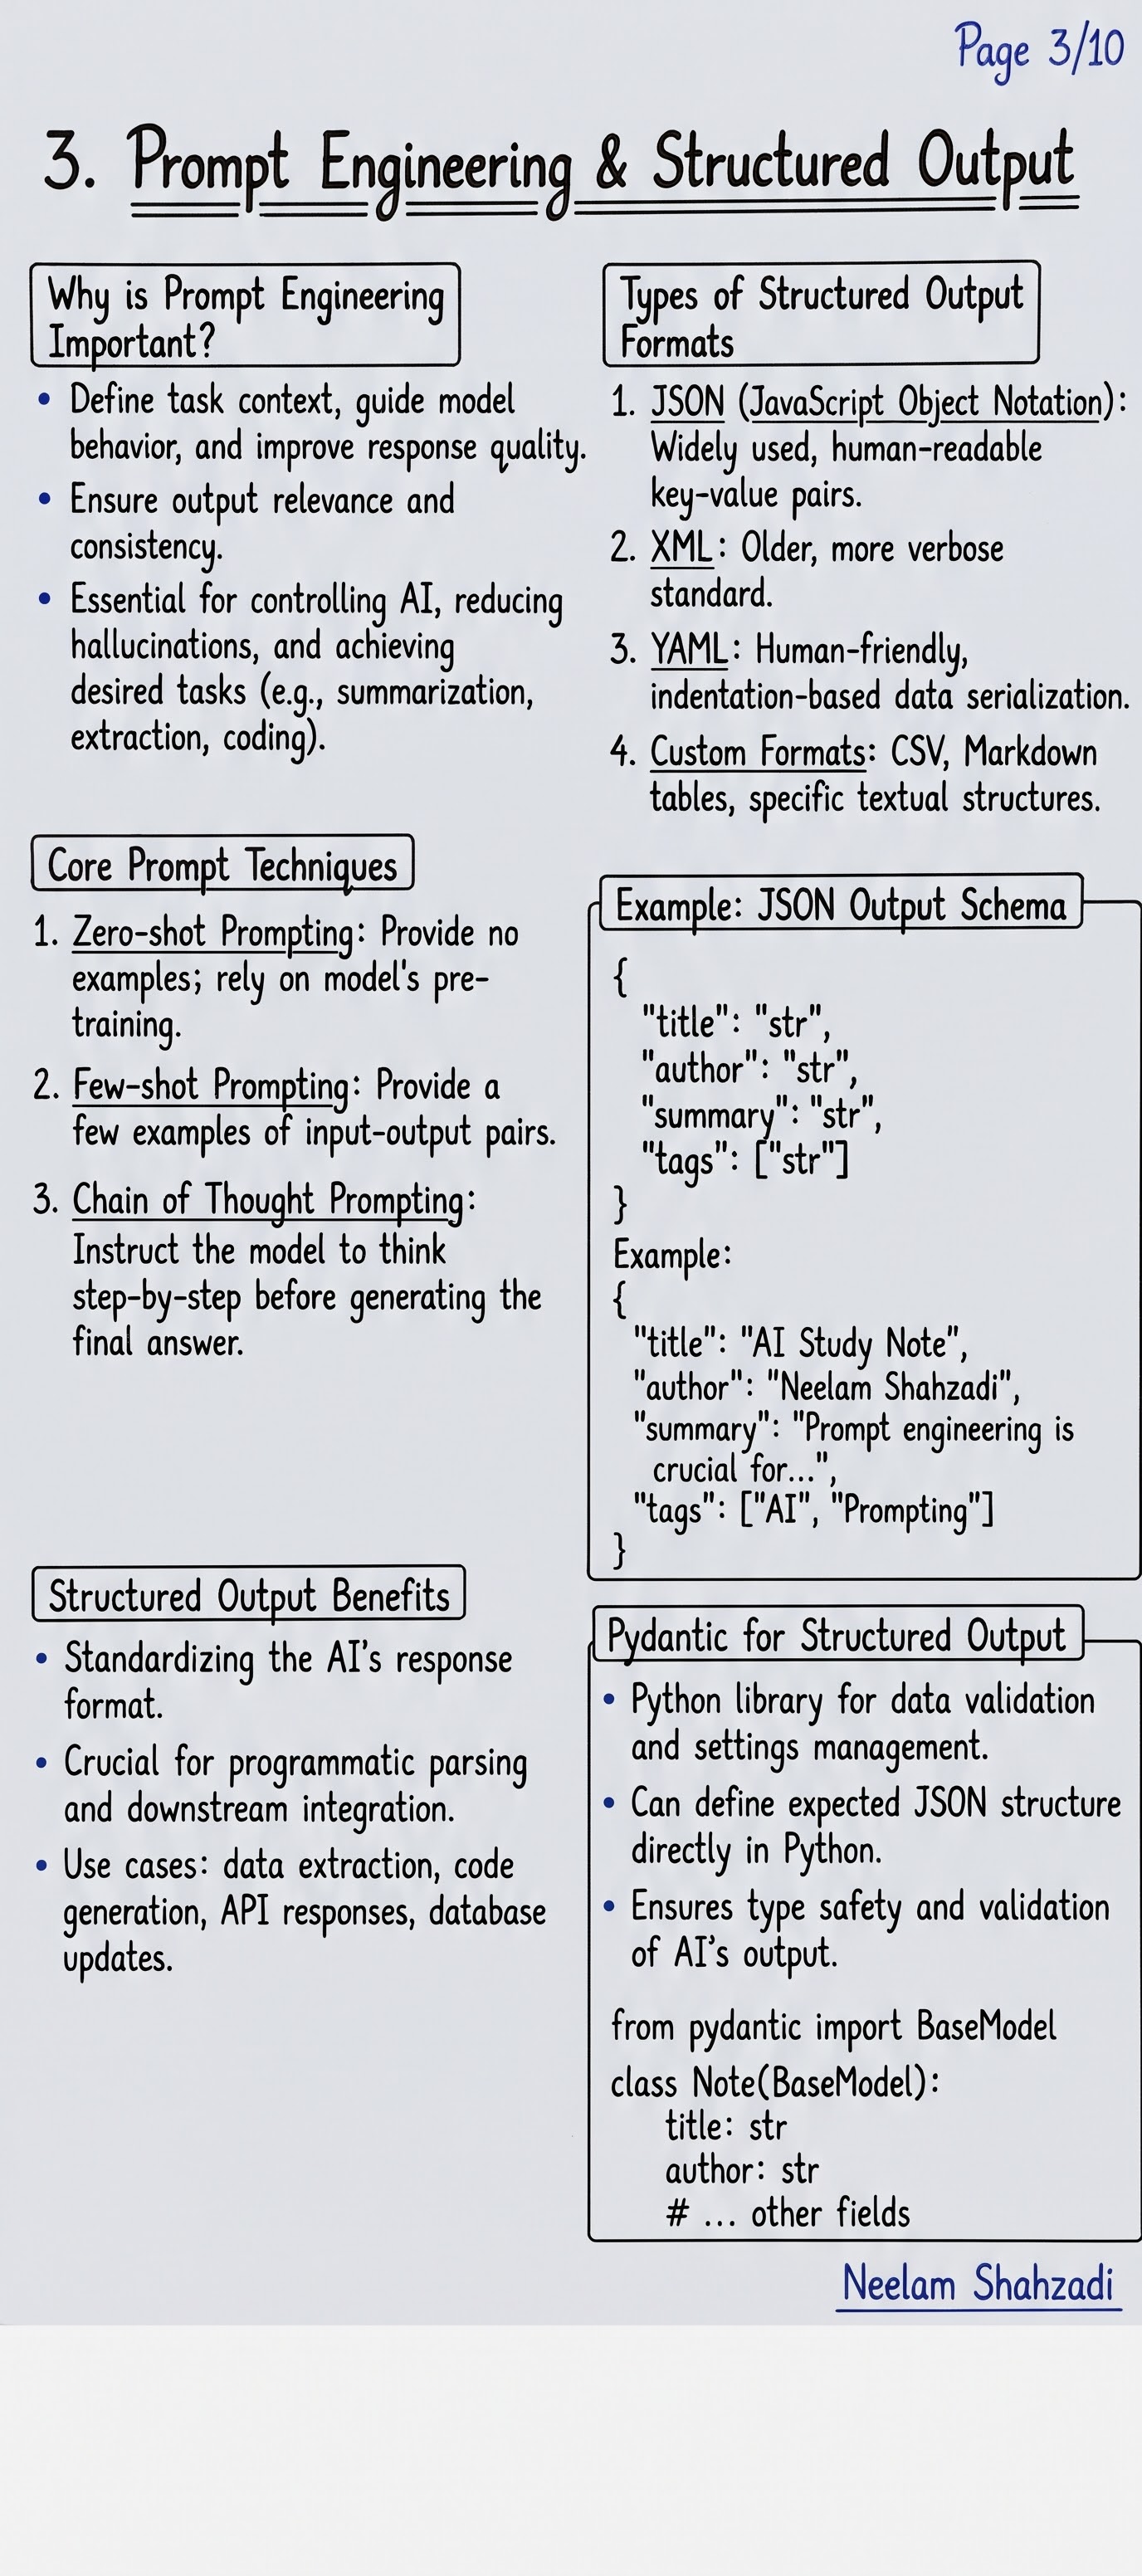 Page 3/10
3. Prompt Engineering & Structured Output
Why is Prompt Engineering
Important?
• Define task context, guide model
behavior, and improve response quality.
• Ensure output relevance and
consistency.
• Essential for controlling AI, reducing
hallucinations, and achieving
desired tasks (e.g., summarization,
extraction, coding).
Core Prompt Techniques
1. Zero-shot Prompting: Provide no
examples; rely on model's pre-
training.
2. Few-shot Prompting: Provide a
few examples of input-output pairs.
3. Chain of Thought Prompting:
Instruct the model to think
step-by-step before generating the
final answer.
Structured Output Benefits
• Standardizing the AI's response
format.
• Crucial for programmatic parsing
and downstream integration.
• Use cases: data extraction, code
generation, API responses, database
updates.
Types of Structured Output
Formats
1. JSON (JavaScript Object Notation):
Widely used, human-readable
key-value pairs.
2. XML: Older, more verbose
standard.
3. YAML: Human-friendly,
indentation-based data serialization.
4. Custom Formats: CSV, Markdown
tables, specific textual structures.
Example: JSON Output Schema
{
"title": "str",
"author": "str",
"summary": "str",
"tags": ["str"]
}
Example:
{
"title": "AI Study Note",
"author": "Neelam Shahzadi",
"summary": "Prompt engineering is
crucial for...",
"tags": ["AI", "Prompting"]
}
Pydantic for Structured Output
• Python library for data validation
and settings management.
• Can define expected JSON structure
directly in Python.
• Ensures type safety and validation
of AI's output.
from pydantic import BaseModel
class Note(BaseModel):
title: str
author: str
# ... other fields
Neelam Shahzadi